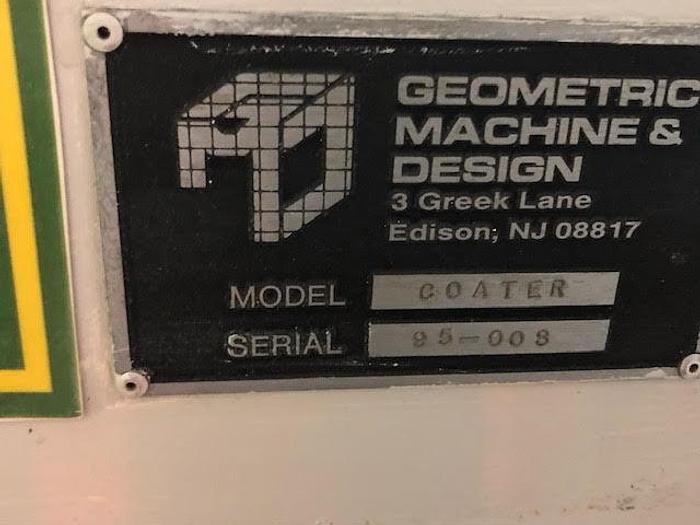 GEOMETRIC
MACHINE &
DESIGN
3 Greek Lane
Edison, NJ 08817
MODEL COATER
SERIAL 95-008